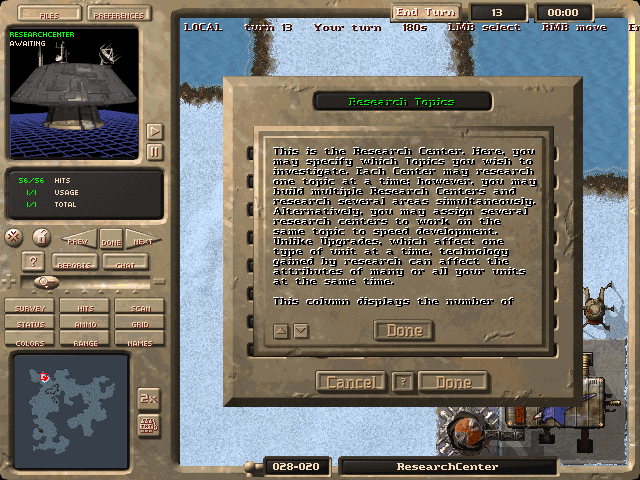 FILES
PREFERENCES
End Turn
13
00:00
LOCAL turn 13 Your turn 180s LMB select RMB move
RESEARCHCENTER
AWAITING
Research Topics
This is the Research Center. Here, you
may specify which Topics you wish to
investigate. Each Center may research
one topic at a time; however, you may
build multiple Research Centers and
research several areas simultaneously.
Alternatively, you may assign several
research centers to work on the
same topic to speed development.
Unlike Upgrades, which affect one
type of unit at a time, technology
gained by research can affect the
attributes of many or all your units
at the same time.
This column displays the number of
Done
Cancel
?
Done
56/56 HITS
1/1 USAGE
1/1 TOTAL
PREV
DONE
NEXT
?
REPORTS
CHAT
SURVEY
HITS
SCAN
STATUS
AMMO
GRID
COLORS
RANGE
NAMES
2x
028-020
ResearchCenter